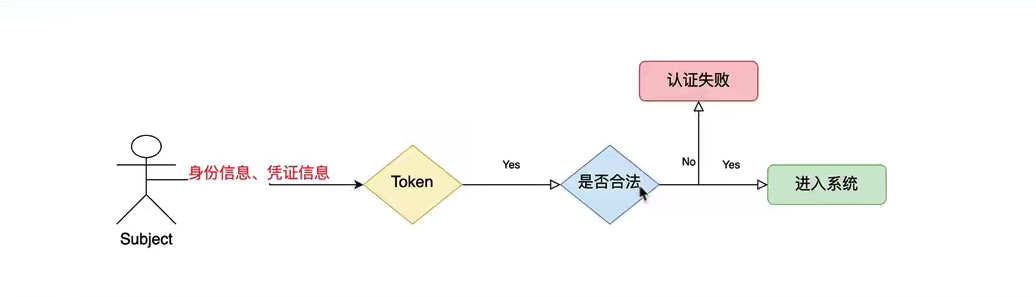 认证失败
身份信息、凭证信息
Token
Yes
是否合法
No
Yes
进入系统
Subject